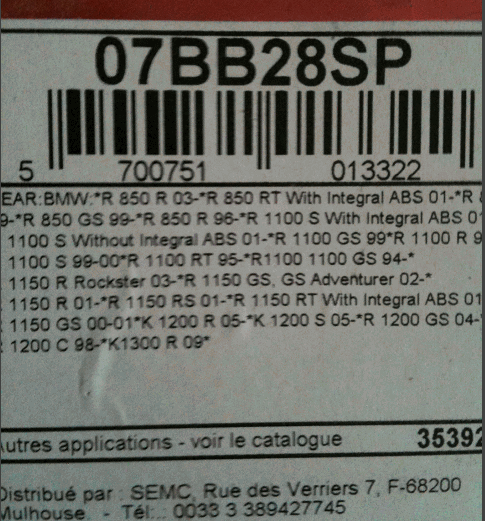 07BB28SP
5 700751 013322
EAR:BMW:*R 850 R 03-*R 850 RT With Integral ABS 01-*R
9-*R 850 GS 99-*R 850 R 96-*R 1100 S With Integral ABS 01
1100 S Without Integral ABS 01-*R 1100 GS 99*R 1100 R 9
1100 S 99-00*R 1100 RT 95-*R1100 1100 GS 94-*
1150 R Rockster 03-*R 1150 GS, GS Adventurer 02-*
1150 R 01-*R 1150 RS 01-*R 1150 RT With Integral ABS 01
1150 GS 00-01*K 1200 R 05-*K 1200 S 05-*R 1200 GS 04-*
1200 C 98-*K1300 R 09*
utres applications - voir le catalogue 35392
Distribué par : SEMC, Rue des Verriers 7, F-68200
Mulhouse. - Tél:.: 0033 3 389427745